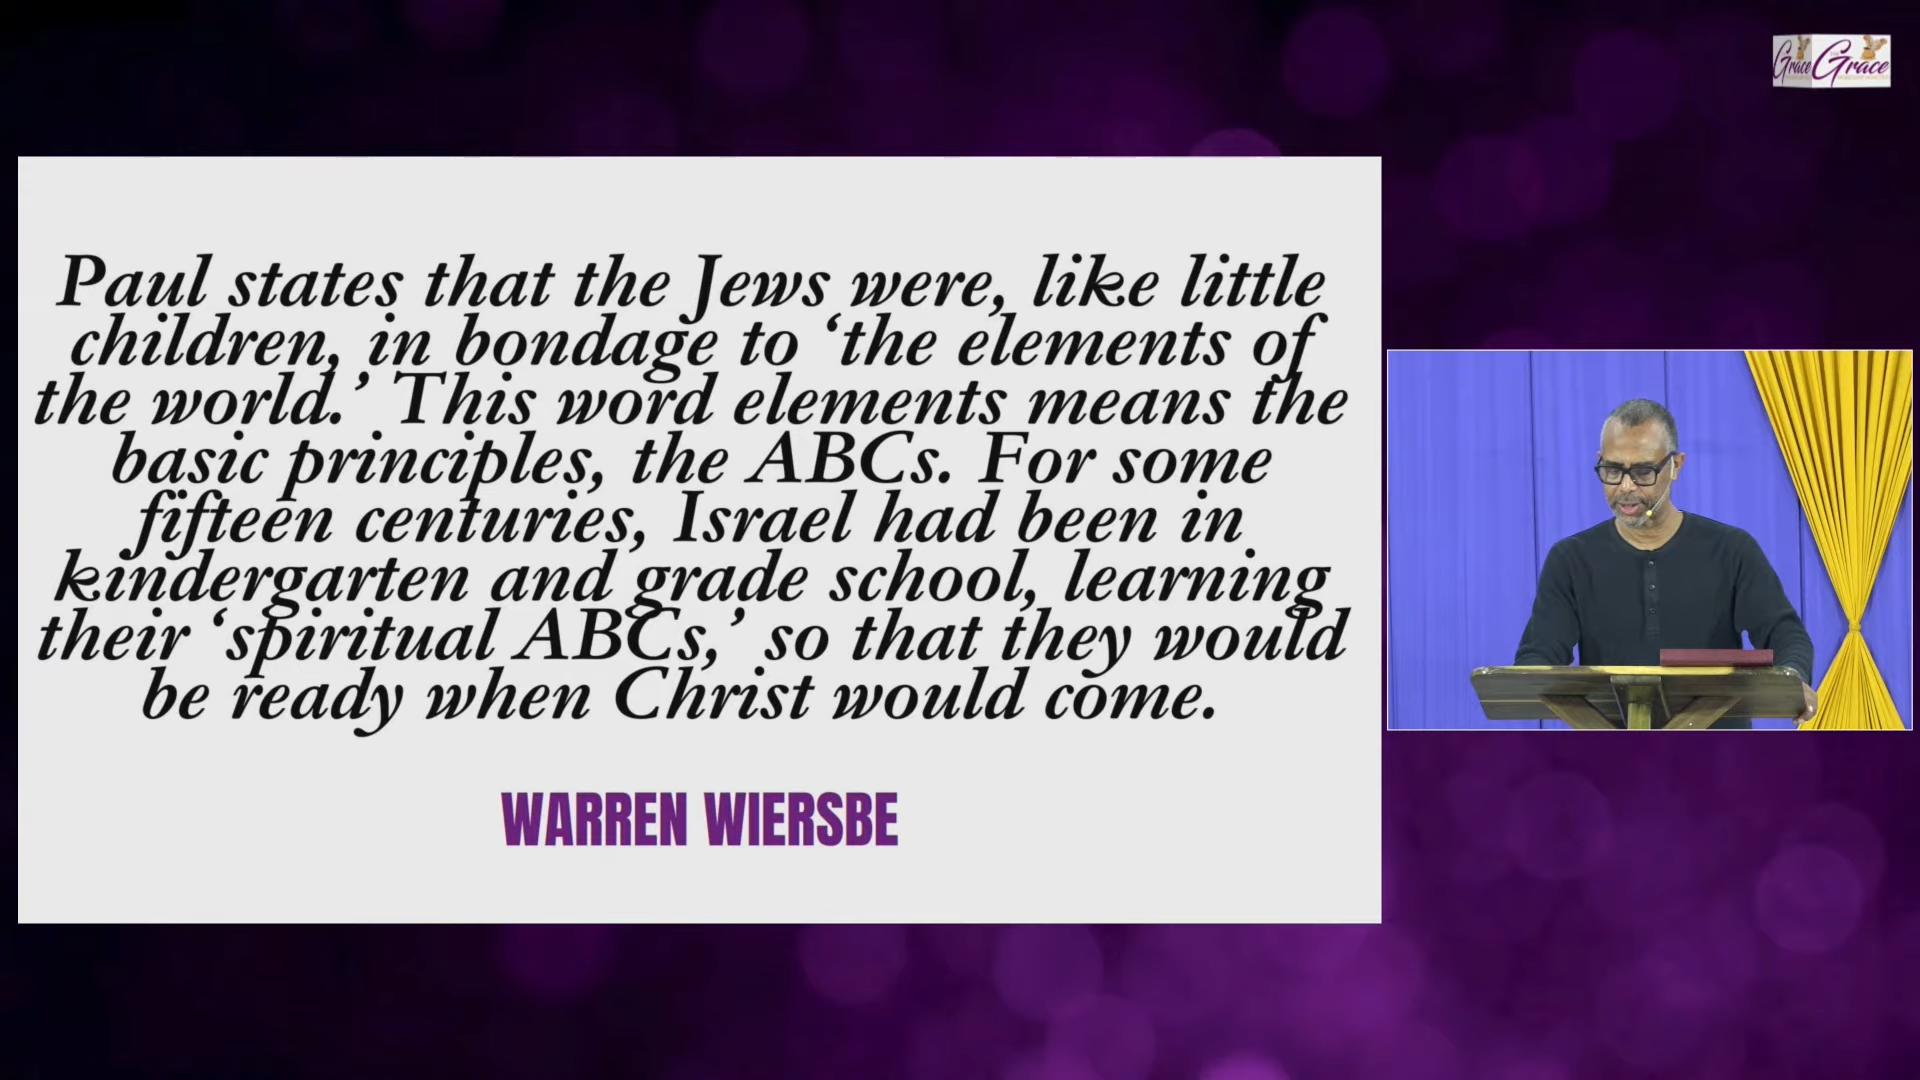 Grace Grace
Paul states that the Jews were, like little
children, in bondage to ‘the elements of
the world.’ This word elements means the
basic principles, the ABCs. For some
fifteen centuries, Israel had been in
kindergarten and grade school, learning
their ‘spiritual ABCs,’ so that they would
be ready when Christ would come.
WARREN WIERSBE